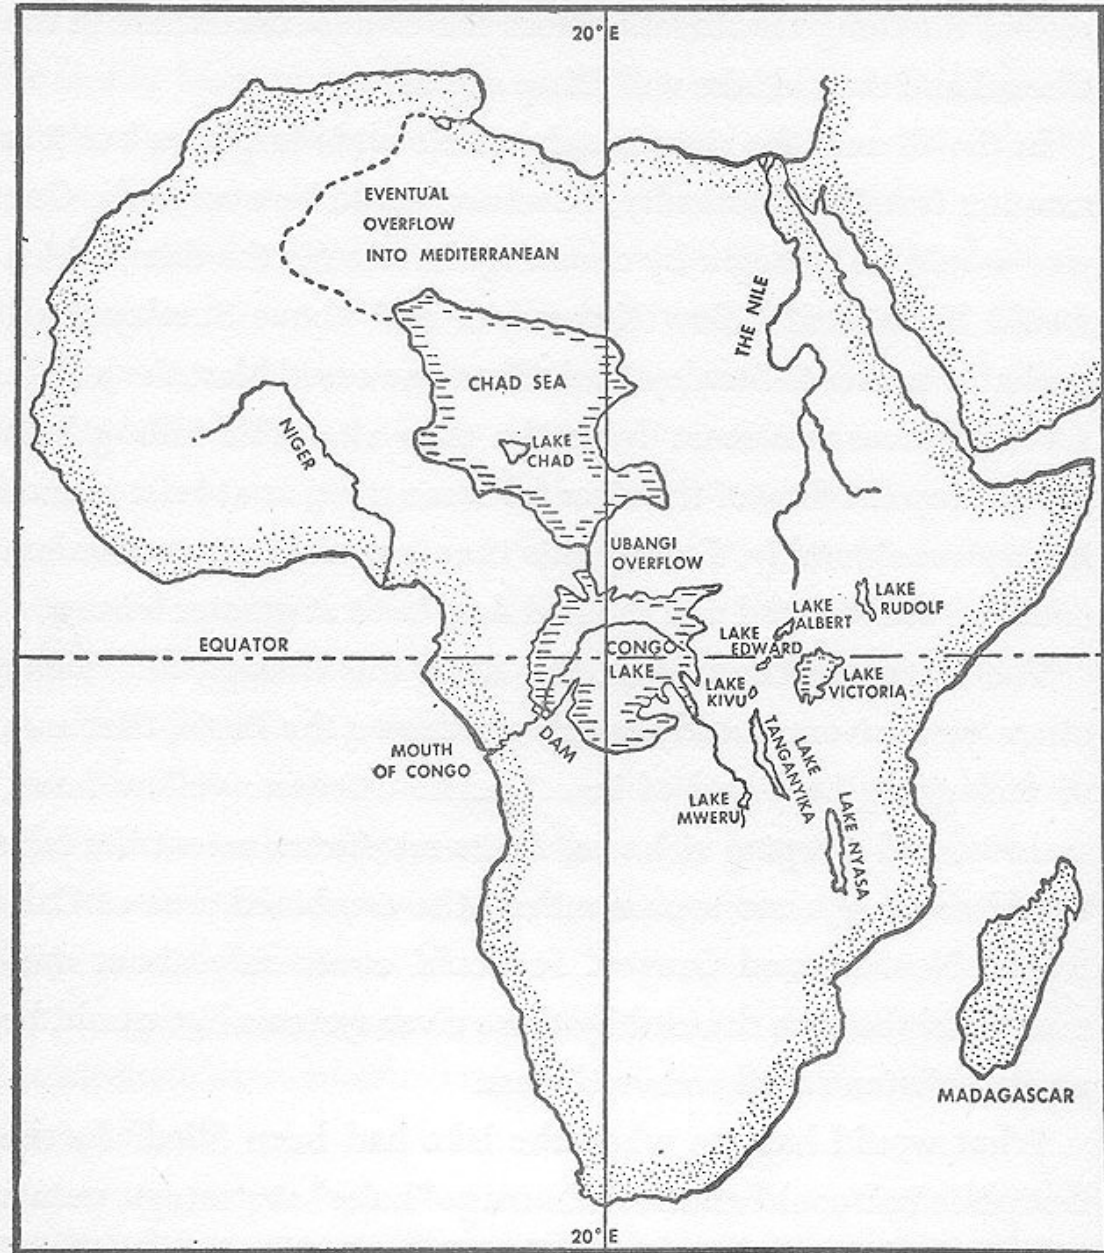 20°E
EVENTUAL
OVERFLOW
INTO MEDITERRANEAN
THE NILE
CHAD SEA
LAKE
CHAD
NIGER
UBANGI
OVERFLOW
LAKE
RUDOLF
LAKE
ALBERT
LAKE
EDWARD
EQUATOR
CONGO
LAKE
LAKE
KIVU
LAKE
VICTORIA
DAM
MOUTH
OF CONGO
LAKE
TANGANYIKA
LAKE
MWERU
LAKE NYASA
MADAGASCAR
20°E